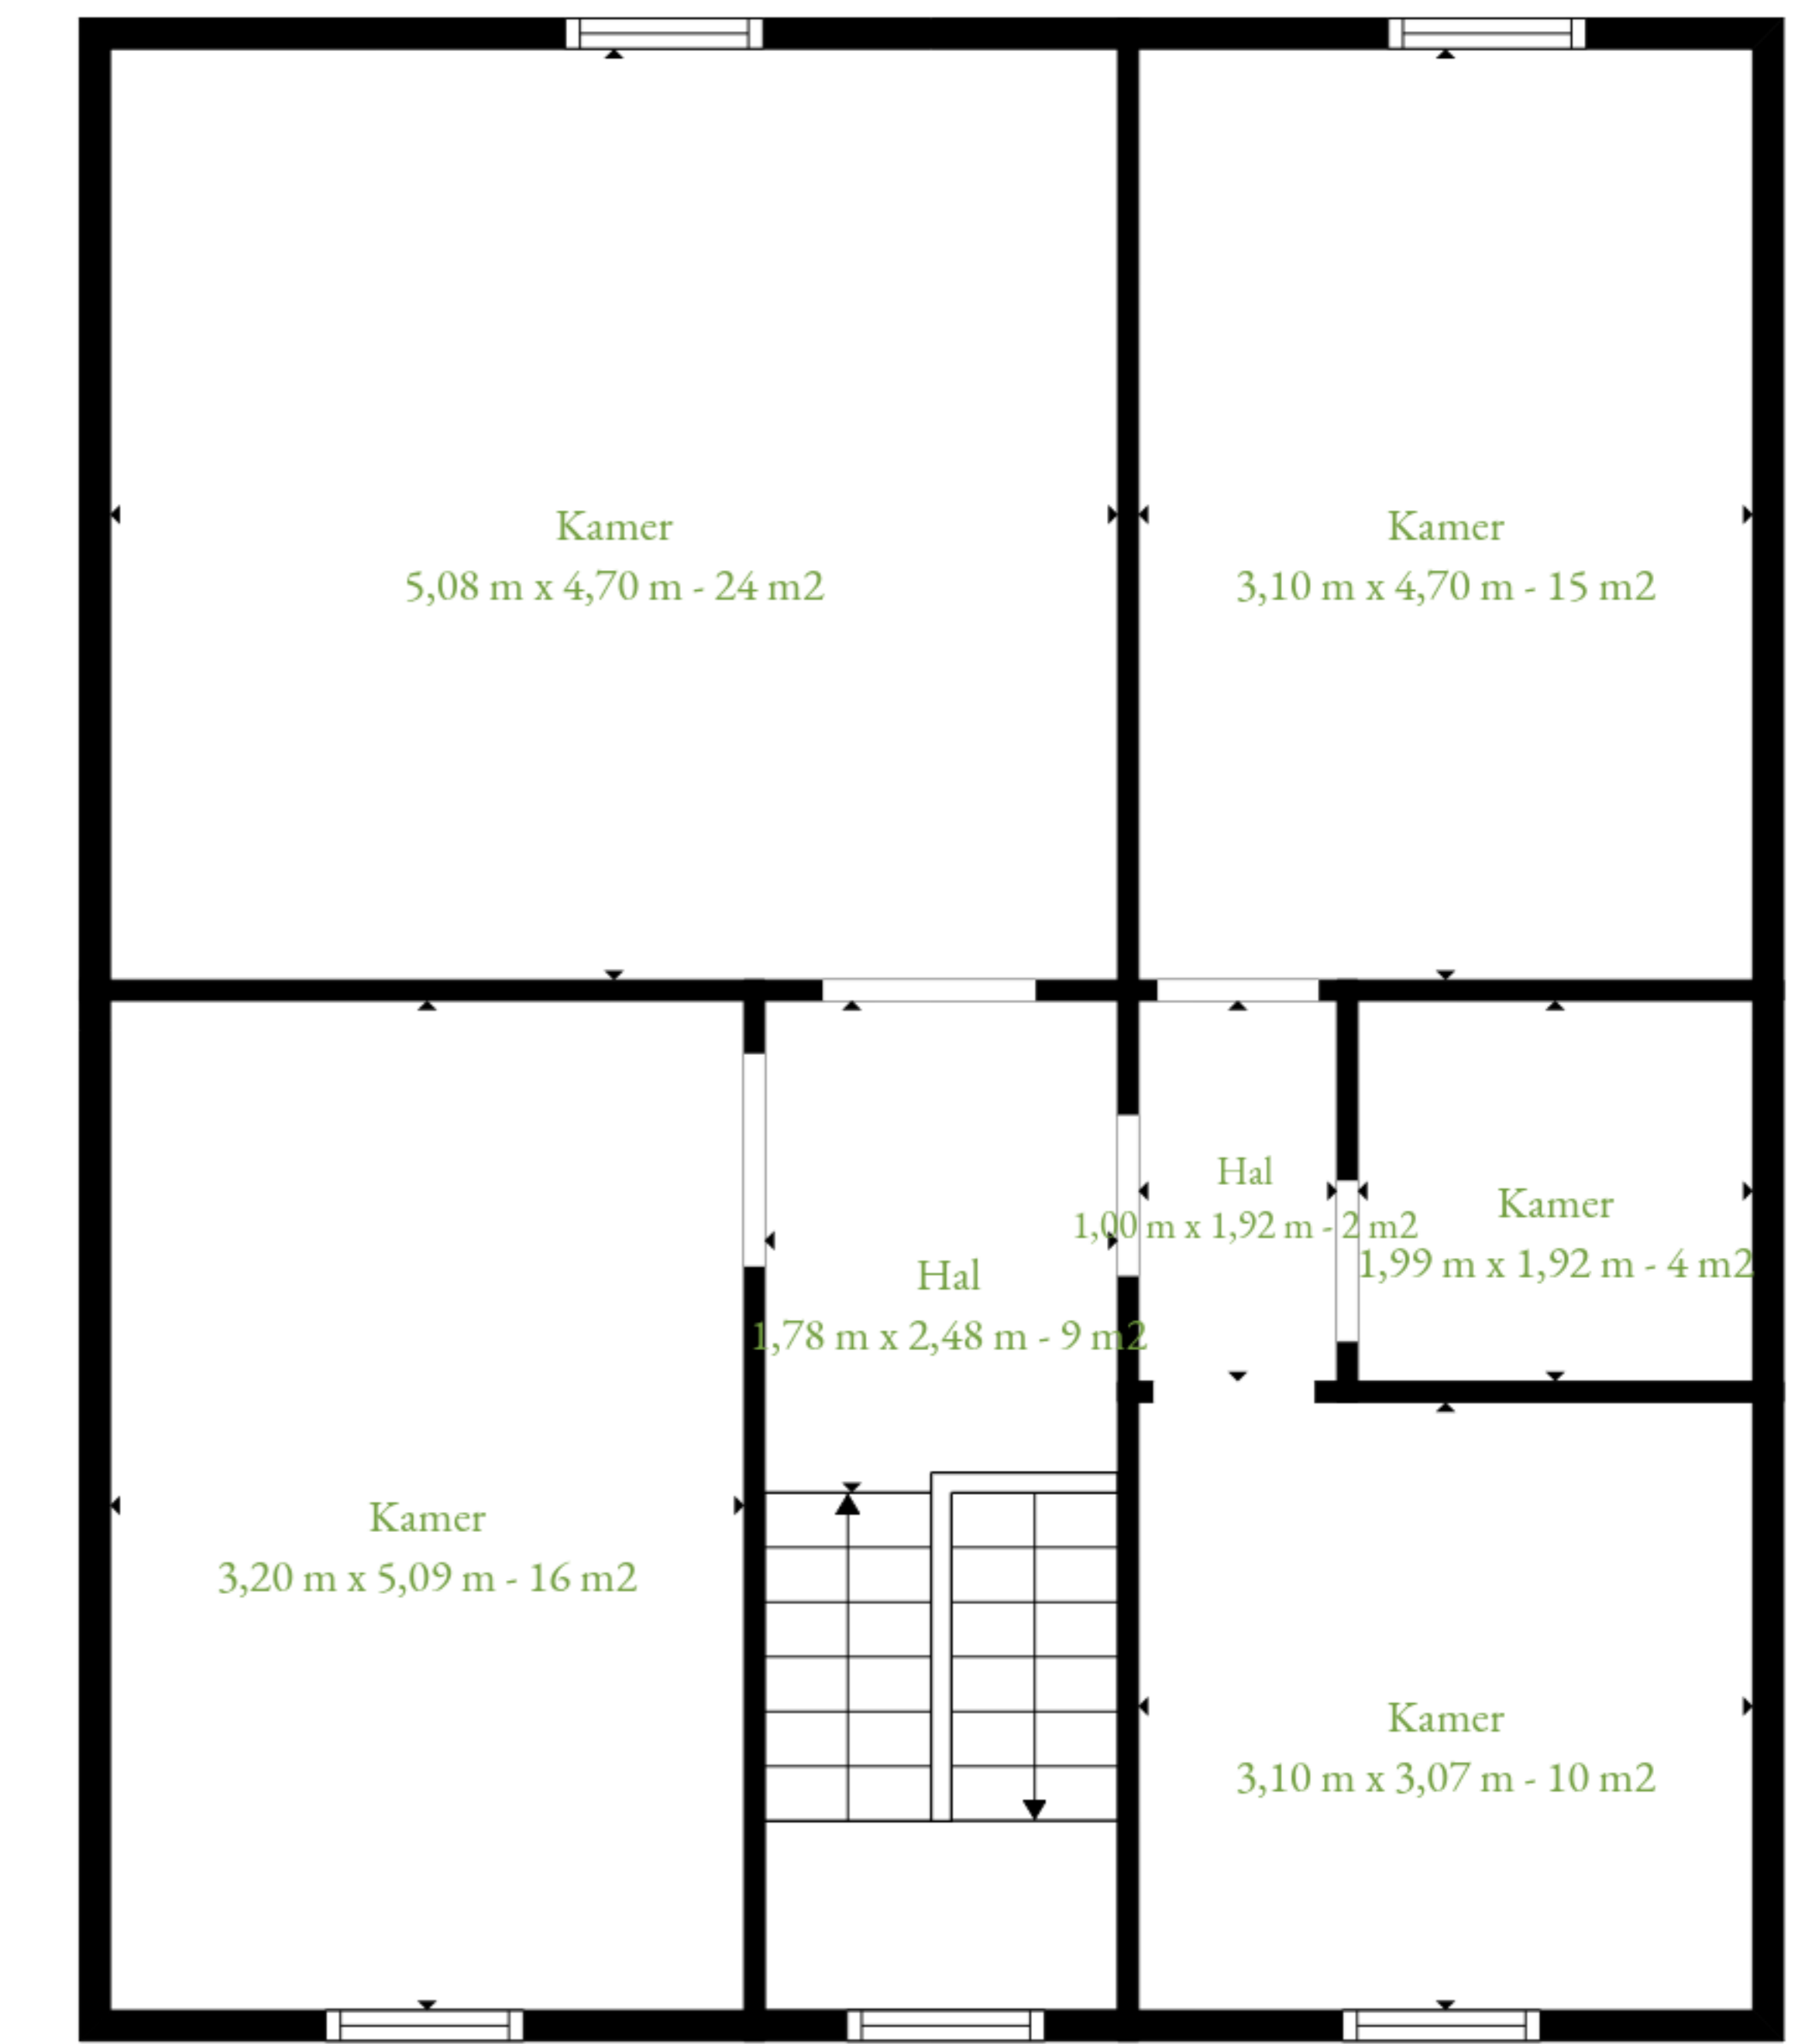 Kamer
5,08 m x 4,70 m - 24 m2
Kamer
3,10 m x 4,70 m - 15 m2
Hal
1,00 m x 1,92 m - 2 m2
Kamer
1,99 m x 1,92 m - 4 m2
Hal
1,78 m x 2,48 m - 9 m2
Kamer
3,20 m x 5,09 m - 16 m2
Kamer
3,10 m x 3,07 m - 10 m2